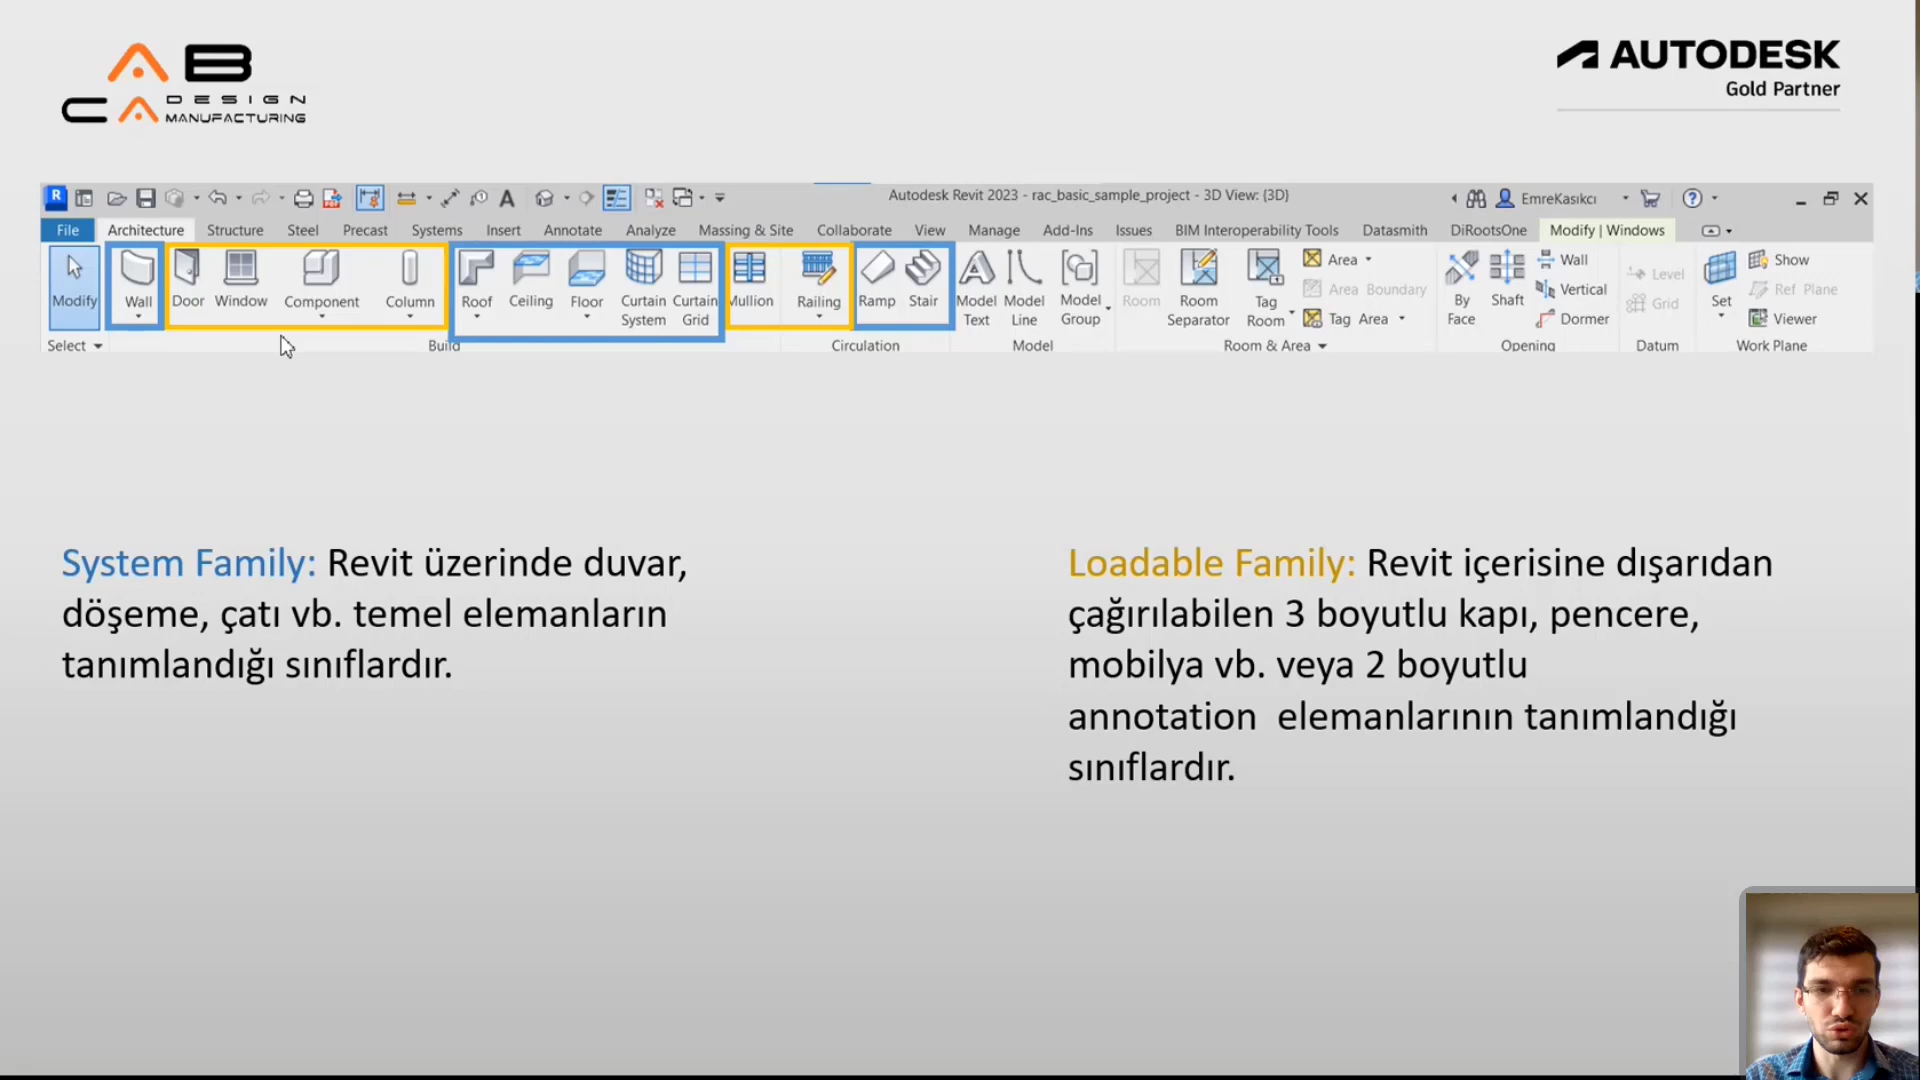 AB
CA DESIGN
MANUFACTURING
AUTODESK
Gold Partner
Autodesk Revit 2023 - rac_basic_sample_project - 3D View: {3D}
EmreKasıkcı
File Architecture Structure Steel Precast Systems Insert Annotate Analyze Massing & Site Collaborate View Manage Add-Ins Issues BIM Interoperability Tools Datasmith DiRootsOne Modify | Windows
Modify
Wall
Door
Window
Component
Column
Roof
Ceiling
Floor
Curtain
System
Curtain
Grid
Mullion
Railing
Ramp
Stair
Model
Text
Model
Line
Model
Group
Room
Room
Separator
Tag
Room
Area
Area Boundary
Tag Area
By
Face
Shaft
Wall
Vertical
Dormer
Level
Grid
Set
Show
Ref Plane
Viewer
Select Build Circulation Model Room & Area Opening Datum Work Plane
System Family: Revit üzerinde duvar,
döşeme, çatı vb. temel elemanların
tanımlandığı sınıflardır.
Loadable Family: Revit içerisine dışarıdan
çağırılabilen 3 boyutlu kapı, pencere,
mobilya vb. veya 2 boyutlu
annotation elemanlarının tanımlandığı
sınıflardır.